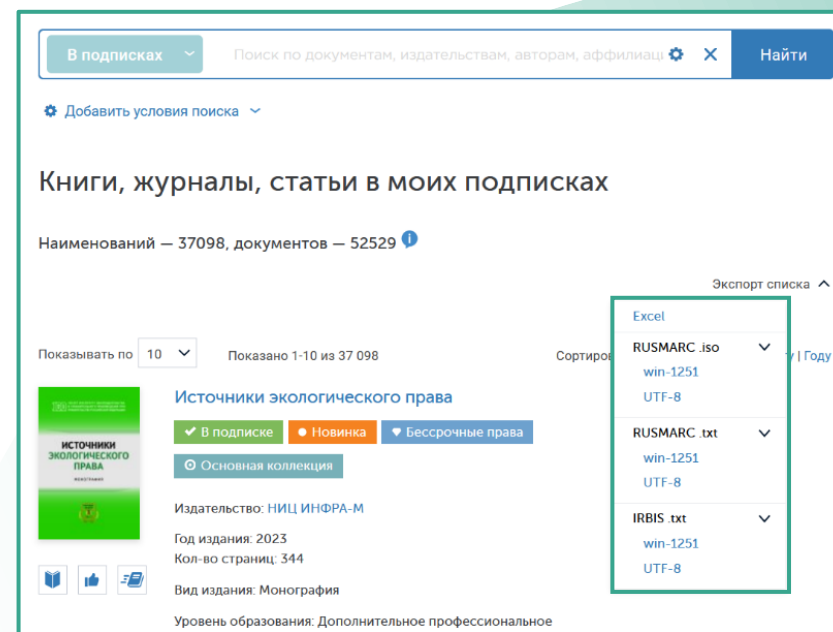 В подписках
Поиск по документам, издательствам, авторам, аффилиац
Найти
Добавить условия поиска
Книги, журналы, статьи в моих подписках
Наименований — 37098, документов — 52529
Экспорт списка
Excel
RUSMARC .iso
win-1251
UTF-8
RUSMARC .txt
win-1251
UTF-8
IRBIS .txt
win-1251
UTF-8
Показывать по 10
Показано 1-10 из 37 098
| Году
Источники экологического права
В подписке
Новинка
Бессрочные права
Основная коллекция
ИСТОЧНИКИ
ЭКОЛОГИЧЕСКОГО
ПРАВА
МОНОГРАФИЯ
Издательство: НИЦ ИНФРА-М
Год издания: 2023
Кол-во страниц: 344
Вид издания: Монография
Уровень образования: Дополнительное профессиональное